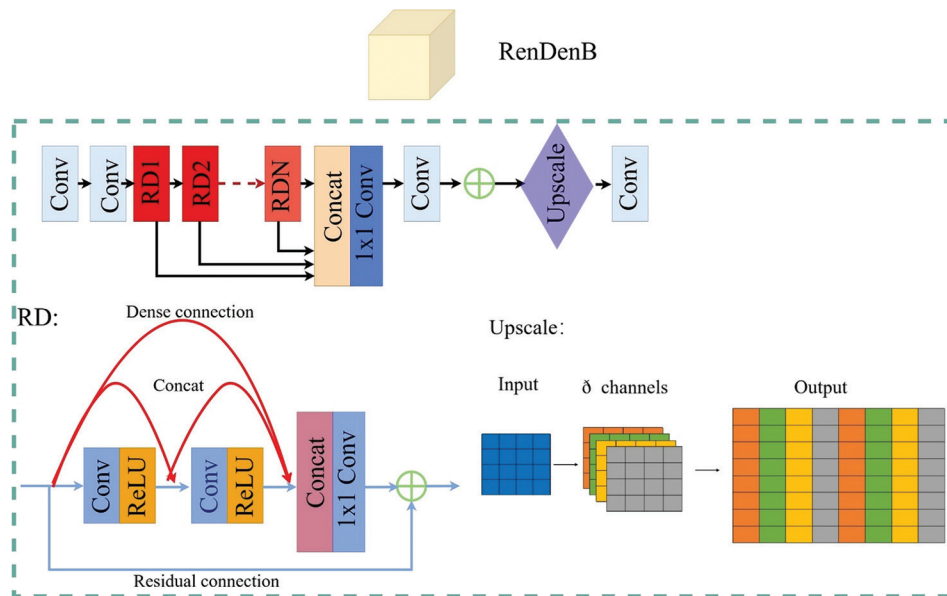 RenDenB
Conv
Conv
RD1
RD2
RDN
Concat
1x1 Conv
Conv
Upscale
Conv
RD:
Dense connection
Concat
Conv
ReLU
Conv
ReLU
Concat
1x1 Conv
Residual connection
Upscale:
Input
ð channels
Output